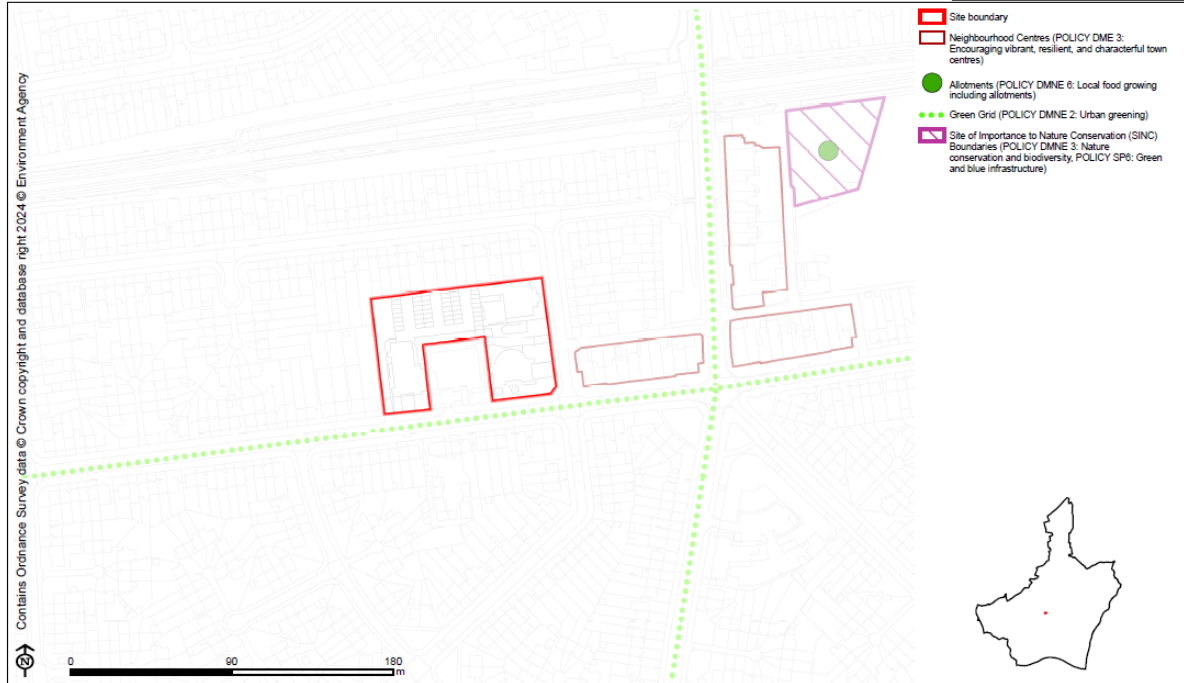 Site boundary
Neighbourhood Centres (POLICY DME 3:
Encouraging vibrant, resilient, and characterful town
centres)
Allotments (POLICY DMNE 6: Local food growing
including allotments)
Green Grid (POLICY DMNE 2: Urban greening)
Site of Importance to Nature Conservation (SINC)
Boundaries (POLICY DMNE 3: Nature
conservation and biodiversity, POLICY SP6: Green
and blue infrastructure)
Contains Ordnance Survey data © Crown copyright and database right 2024 © Environment Agency
N
0 90 180
m